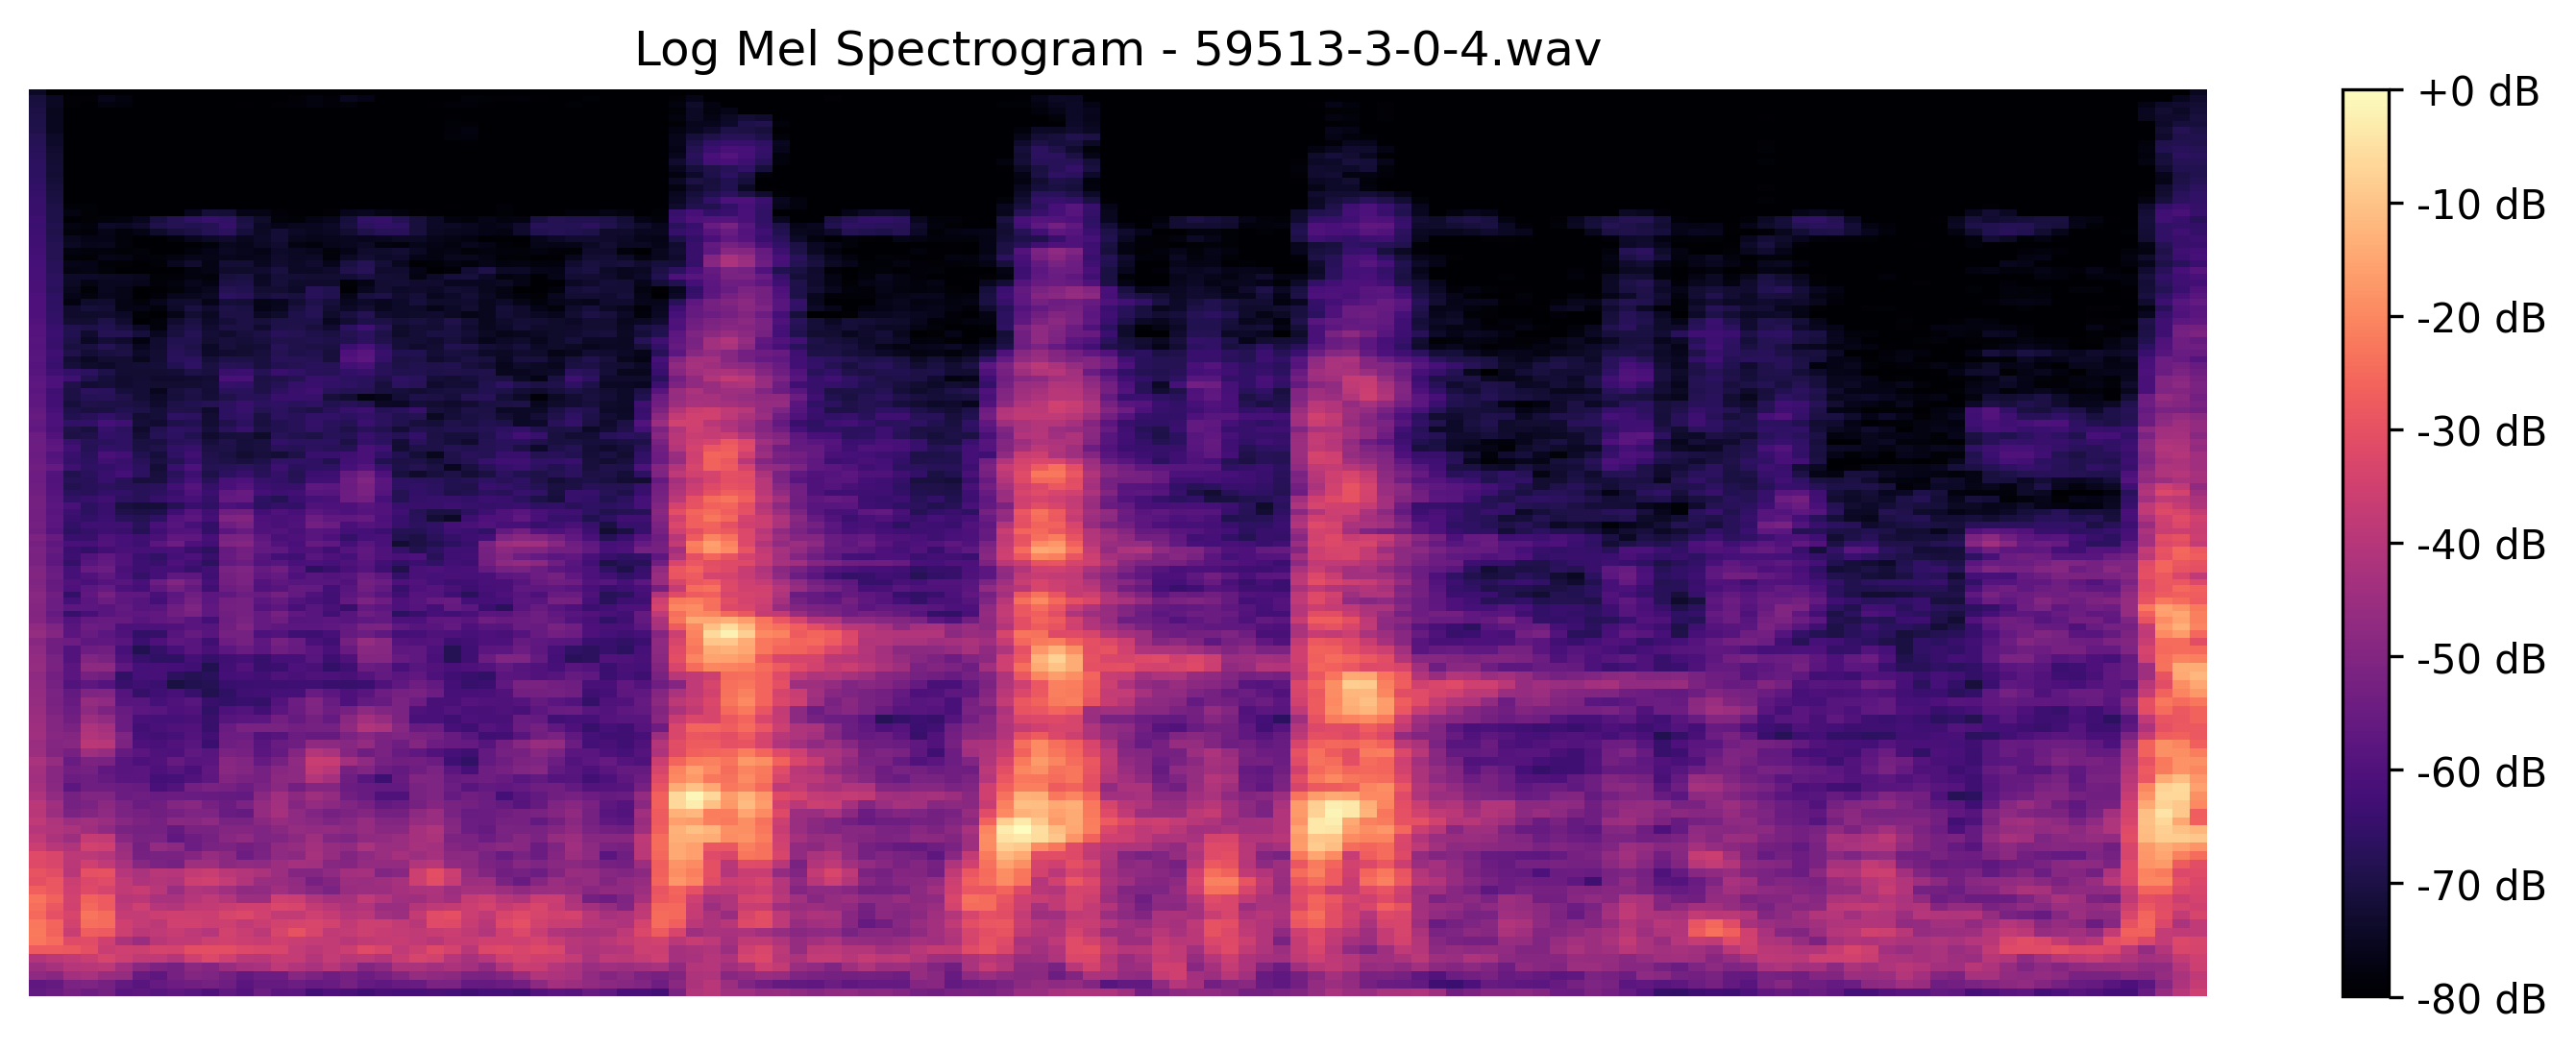 Log Mel Spectrogram - 59513-3-0-4.wav
+0 dB
-10 dB
-20 dB
-30 dB
-40 dB
-50 dB
-60 dB
-70 dB
-80 dB